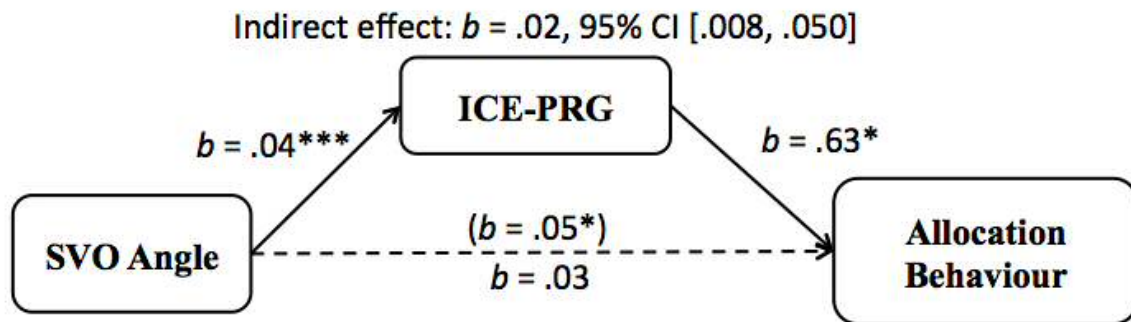 Indirect effect: b = .02, 95% CI [.008, .050]
ICE-PRG
b = .04***
b = .63*
SVO Angle
(b = .05*)
b = .03
Allocation
Behaviour